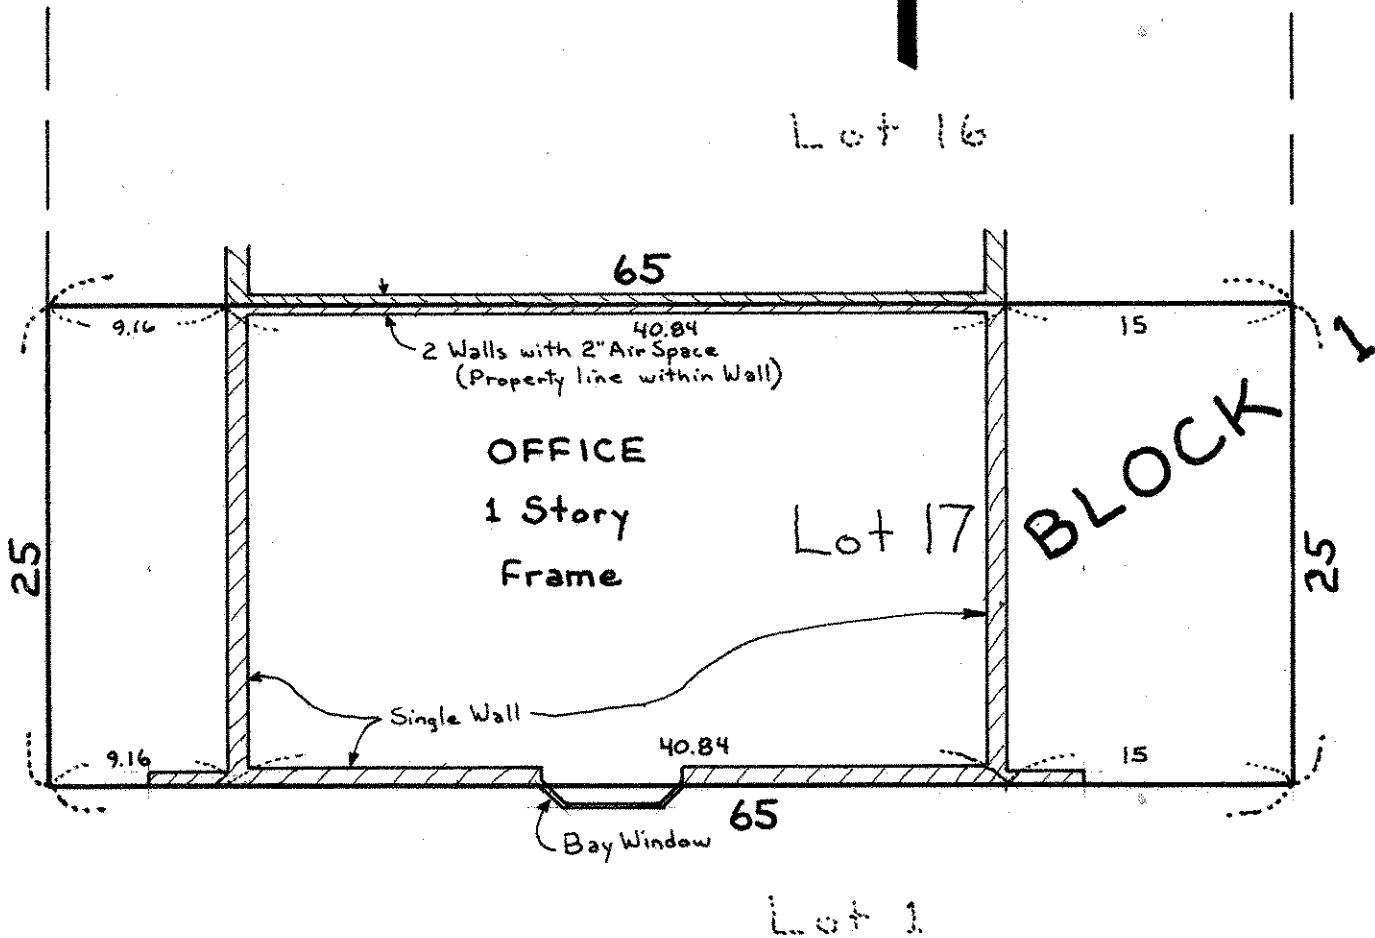 Lot 16
65
9.16
40.84
15
1
2 Walls with 2" Air Space
(Property line within Wall)
BLOCK
OFFICE
1 Story
Frame
Lot 17
25
25
Single Wall
9.16
40.84
15
65
Bay Window
Lot 1